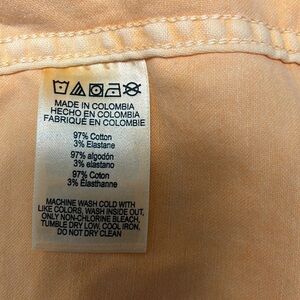 MADE IN COLOMBIA
HECHO EN COLOMBIA
FABRIQUÉ EN COLOMBIE
97% Cotton
3% Elastane
97% algodón
3% elastano
97% Coton
3% Élasthanne
MACHINE WASH COLD WITH
LIKE COLORS, WASH INSIDE OUT,
ONLY NON-CHLORINE BLEACH,
TUMBLE DRY LOW, COOL IRON,
DO NOT DRY CLEAN